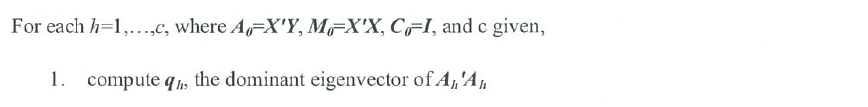 For each h=1,...,c, where A₀=X'Y, M₀=X'X, C₀=I, and c given,
1. compute qₕ, the dominant eigenvector of Aₕ'Aₕ